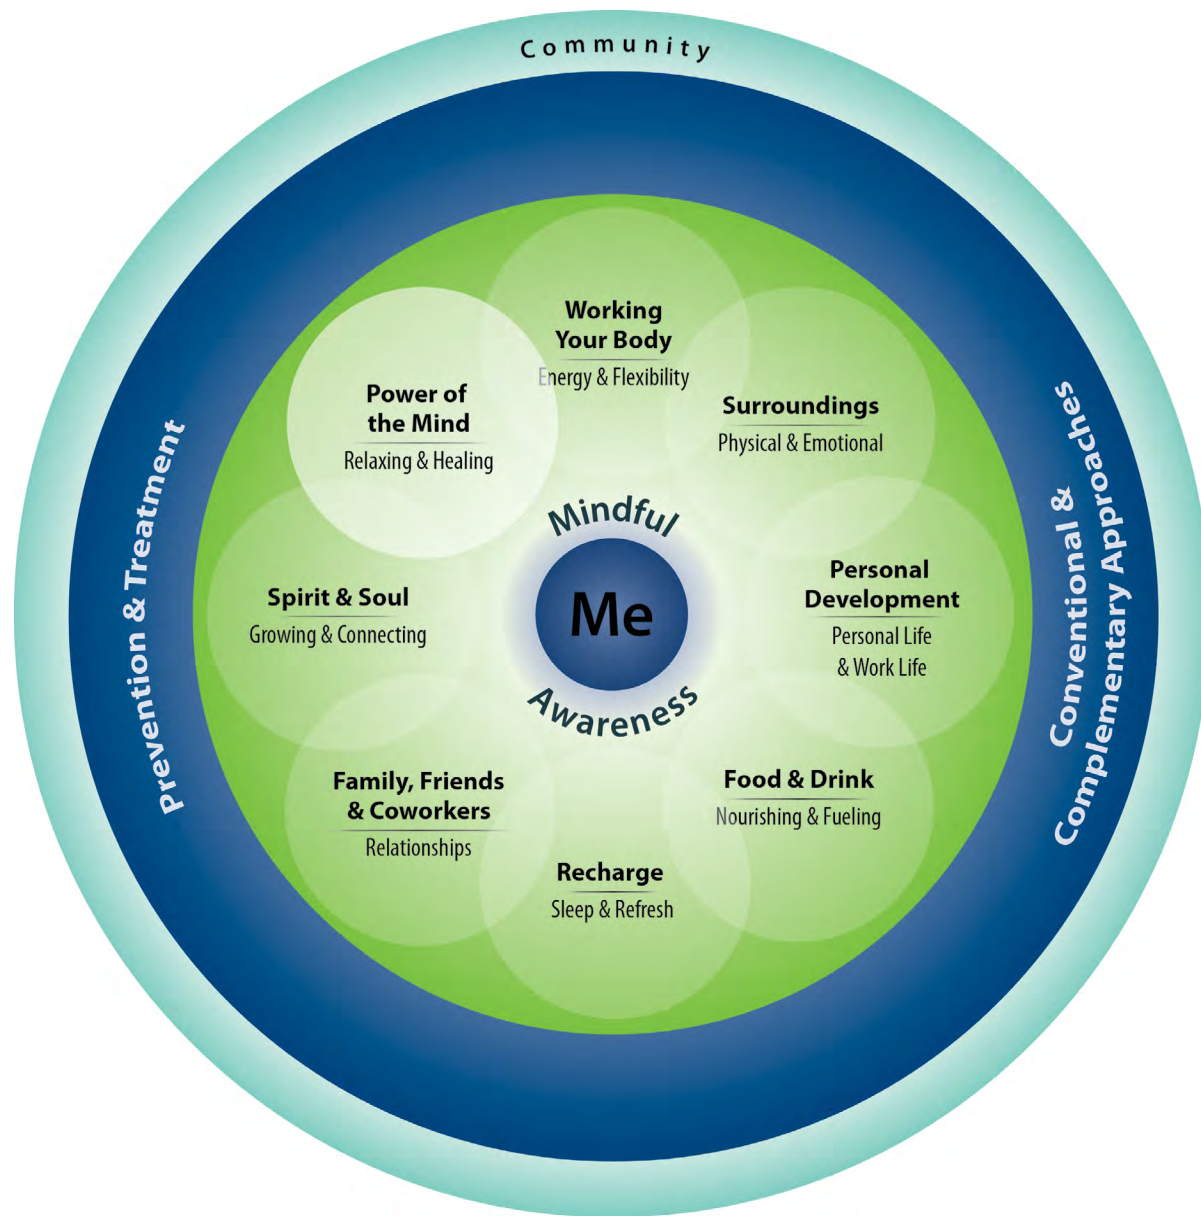 Community
Working
Your Body
Energy & Flexibility
Surroundings
Physical & Emotional
Personal
Development
Personal Life
& Work Life
Food & Drink
Nourishing & Fueling
Recharge
Sleep & Refresh
Family, Friends
& Coworkers
Relationships
Spirit & Soul
Growing & Connecting
Power of
the Mind
Relaxing & Healing
Mindful
Me
Awareness
Prevention & Treatment
Conventional &
Complementary Approaches